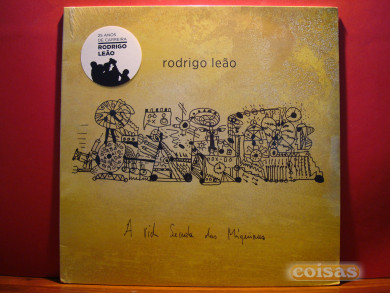 25 ANOS
DE CARREIRA
RODRIGO
LEÃO
rodrigo leão
A vida Secreta das Máquinas
coisas